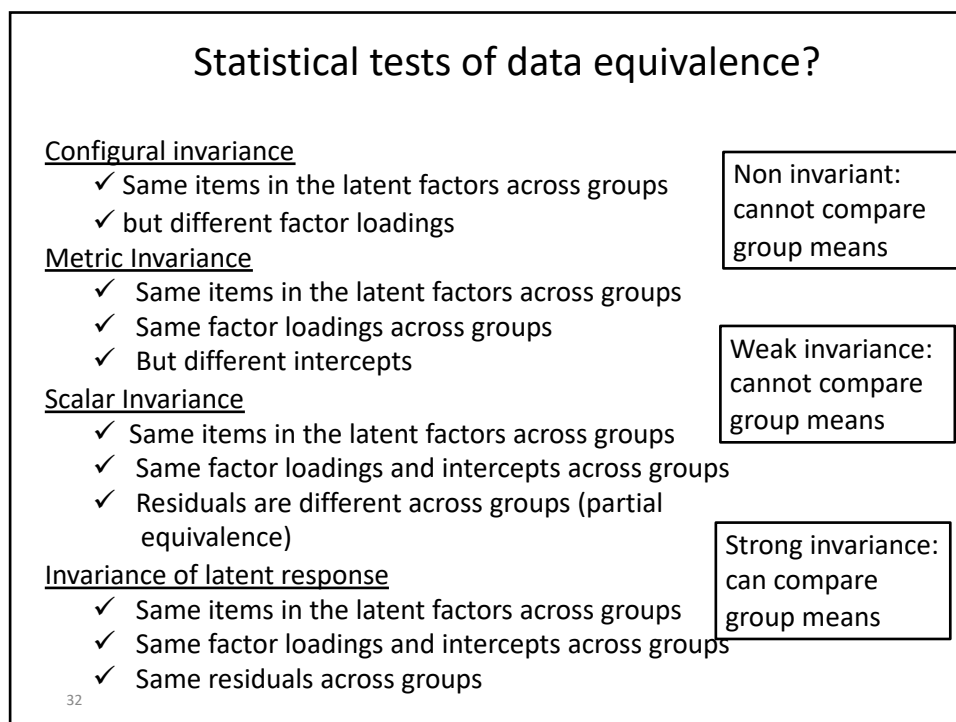 Statistical tests of data equivalence?
Configural invariance
✓ Same items in the latent factors across groups
✓ but different factor loadings
Non invariant:
cannot compare
group means
Metric Invariance
✓ Same items in the latent factors across groups
✓ Same factor loadings across groups
✓ But different intercepts
Weak invariance:
cannot compare
group means
Scalar Invariance
✓ Same items in the latent factors across groups
✓ Same factor loadings and intercepts across groups
✓ Residuals are different across groups (partial
equivalence)
Strong invariance:
can compare
group means
Invariance of latent response
✓ Same items in the latent factors across groups
✓ Same factor loadings and intercepts across groups
✓ Same residuals across groups
32